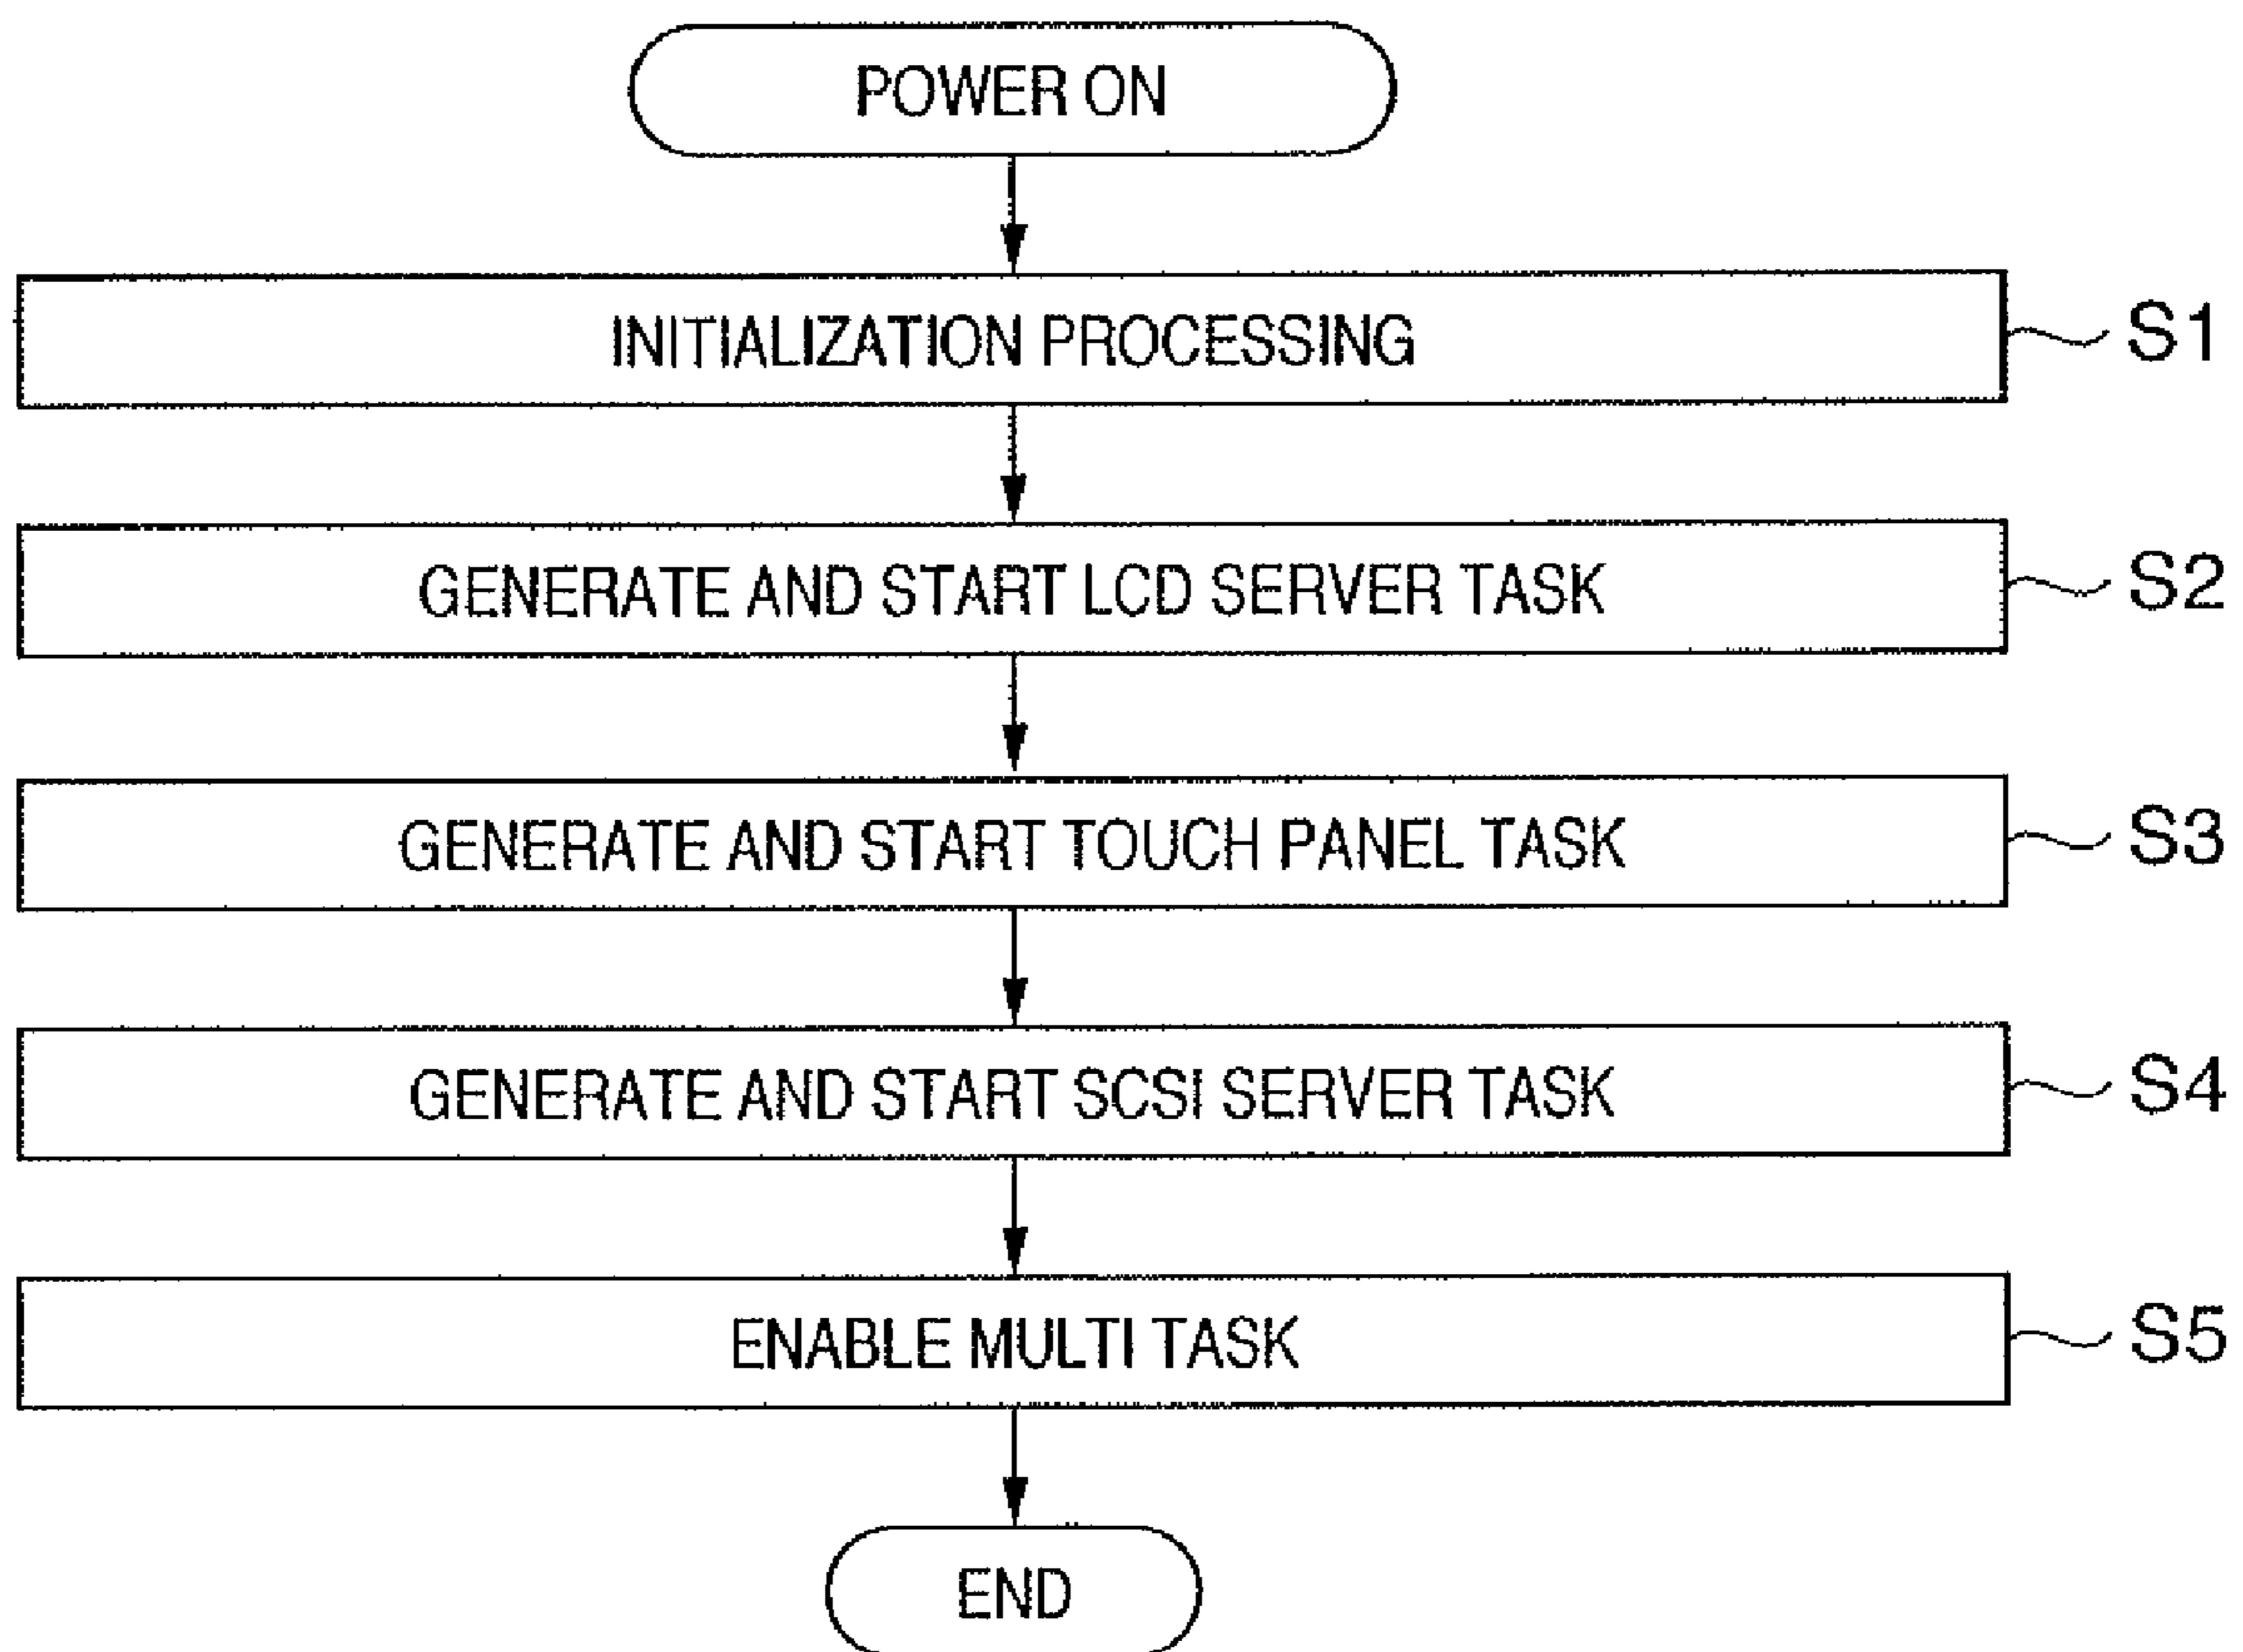 POWER ON
INITIALIZATION PROCESSING
S1
GENERATE AND START LCD SERVER TASK
S2
GENERATE AND START TOUCH PANEL TASK
S3
GENERATE AND START SCSI SERVER TASK
S4
ENABLE MULTI TASK
S5
END